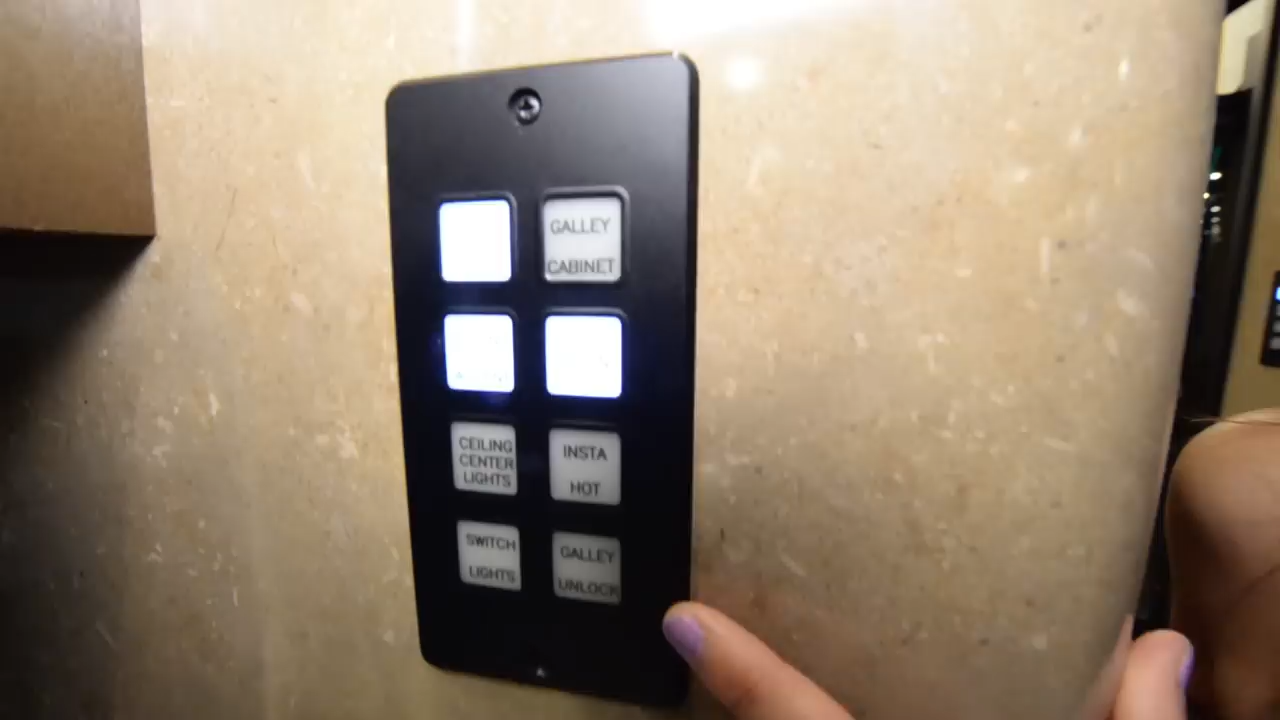 GALLEY
CABINET
CEILING
CENTER
LIGHTS
INSTA
HOT
SWITCH
LIGHTS
GALLEY
UNLOCK